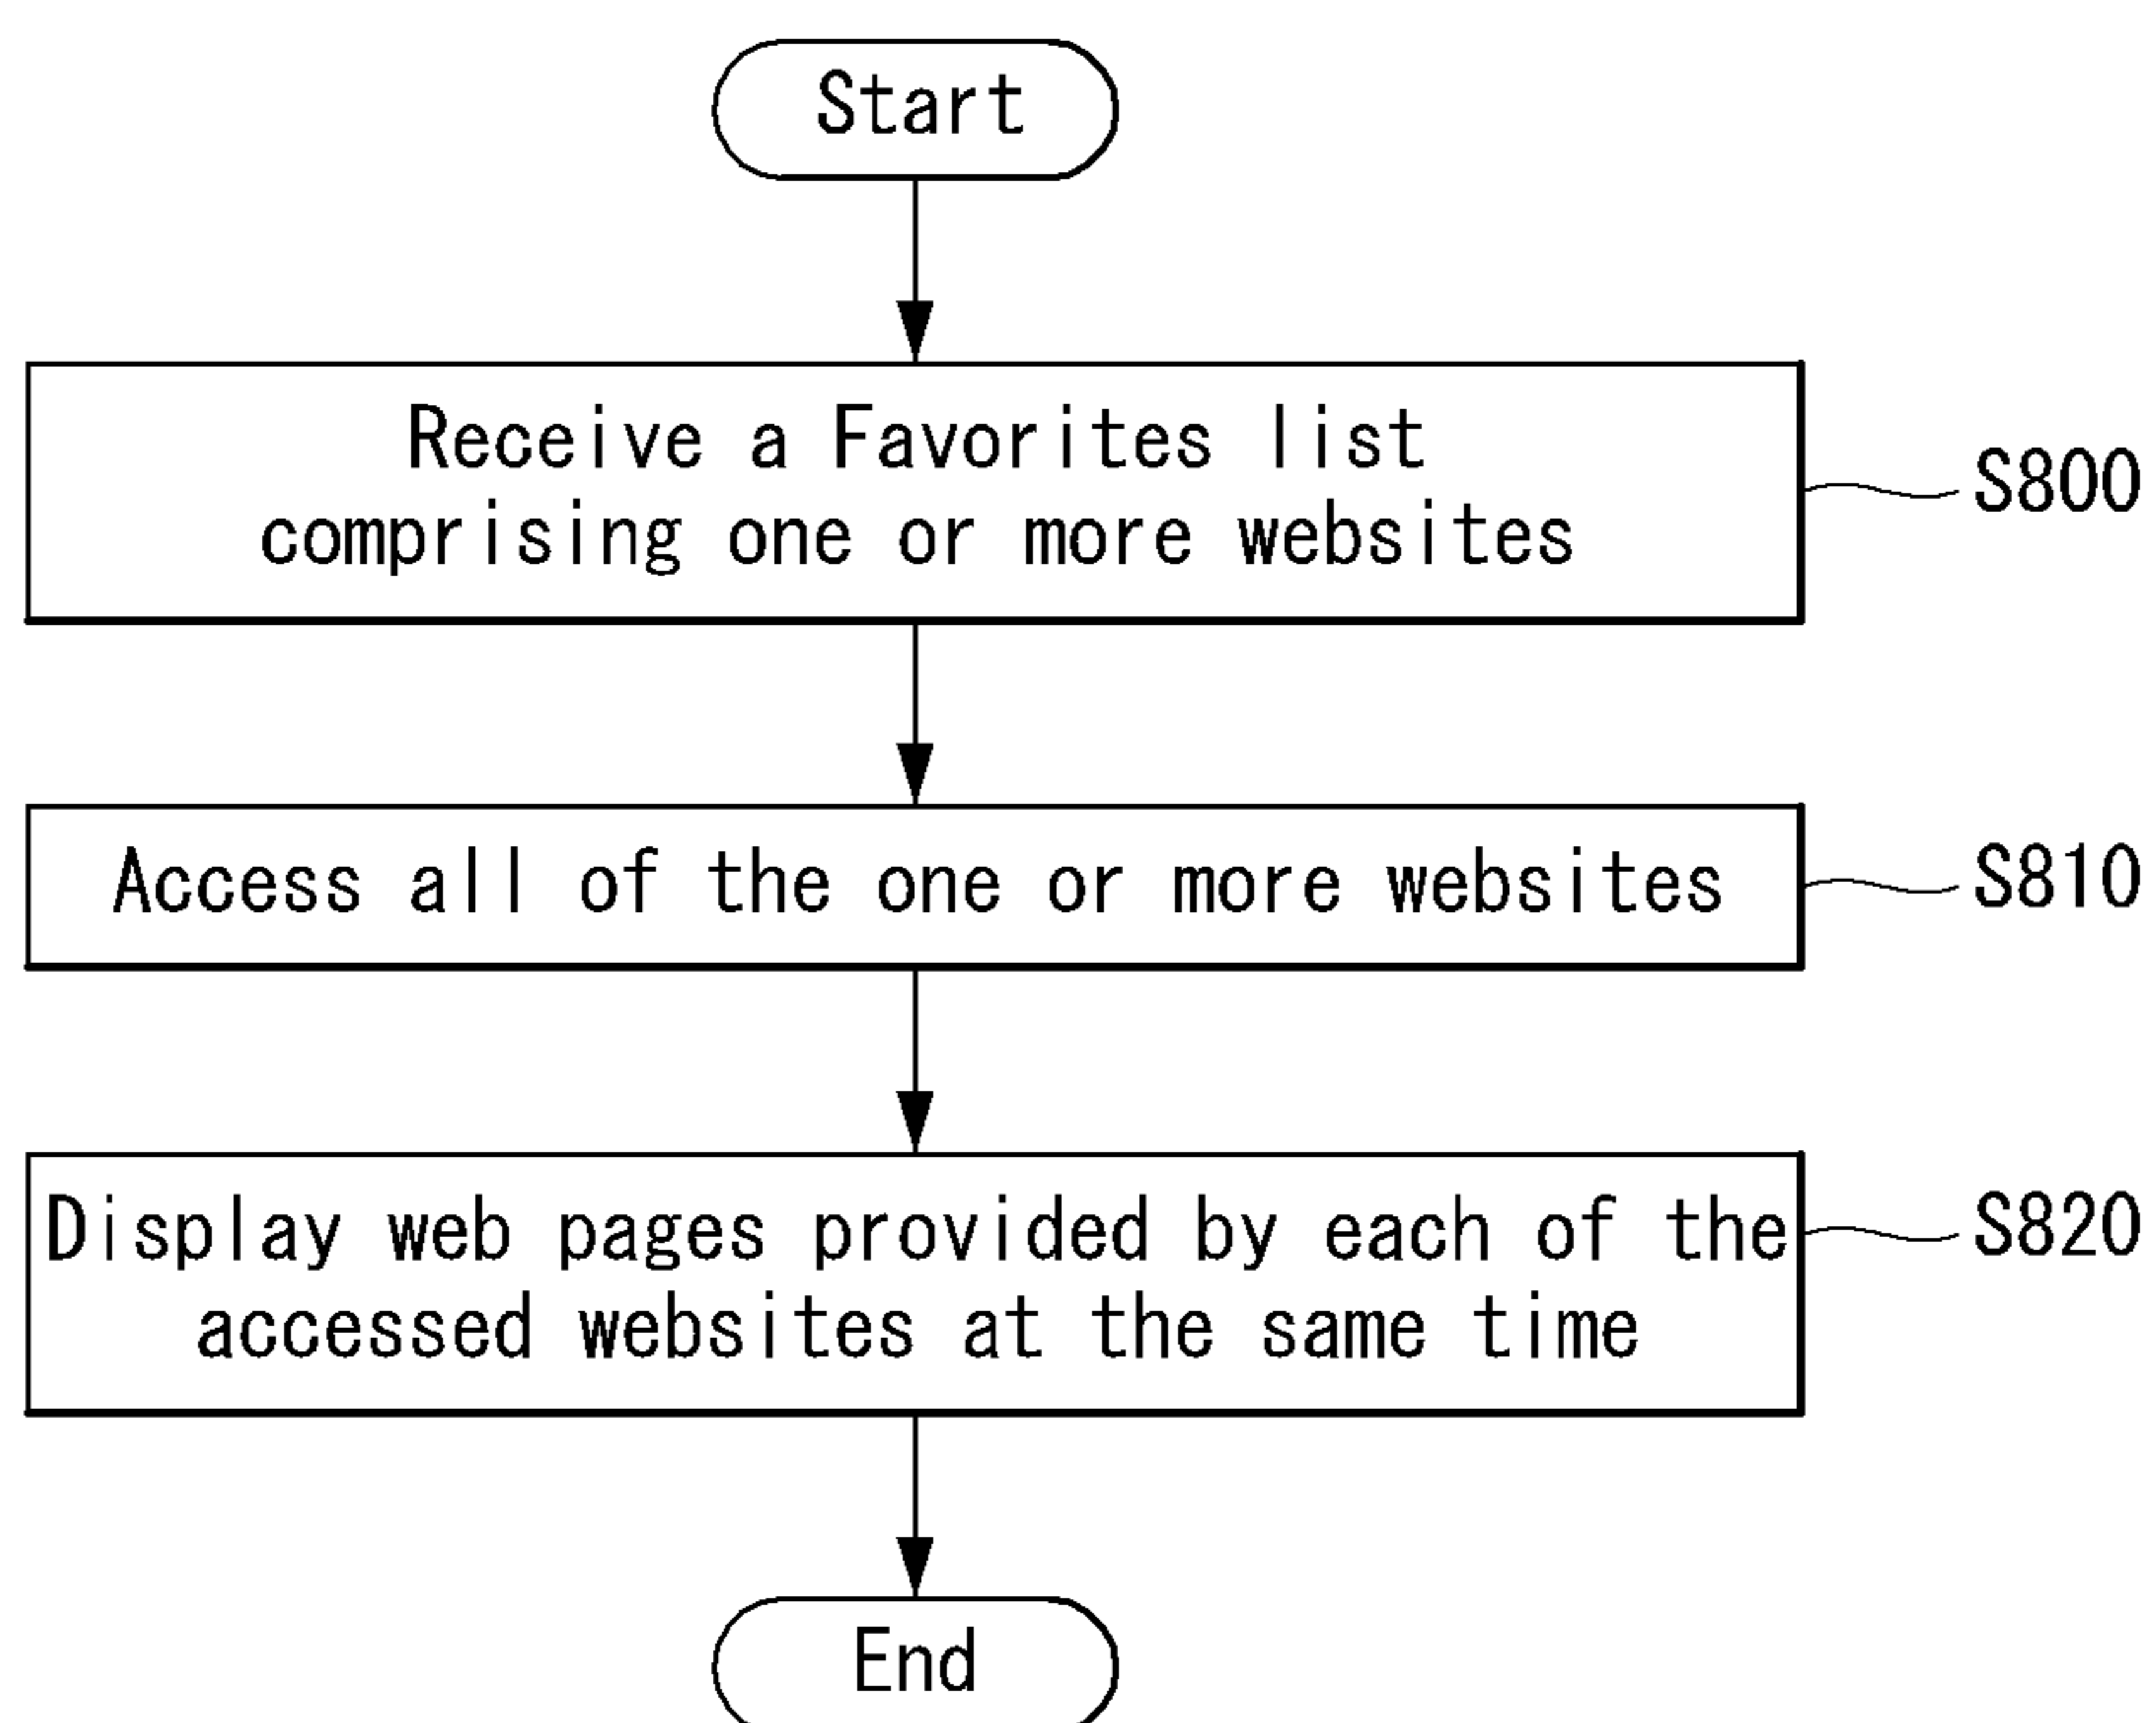 Start
Receive a Favorites list
comprising one or more websites
S800
Access all of the one or more websites
S810
Display web pages provided by each of the
accessed websites at the same time
S820
End